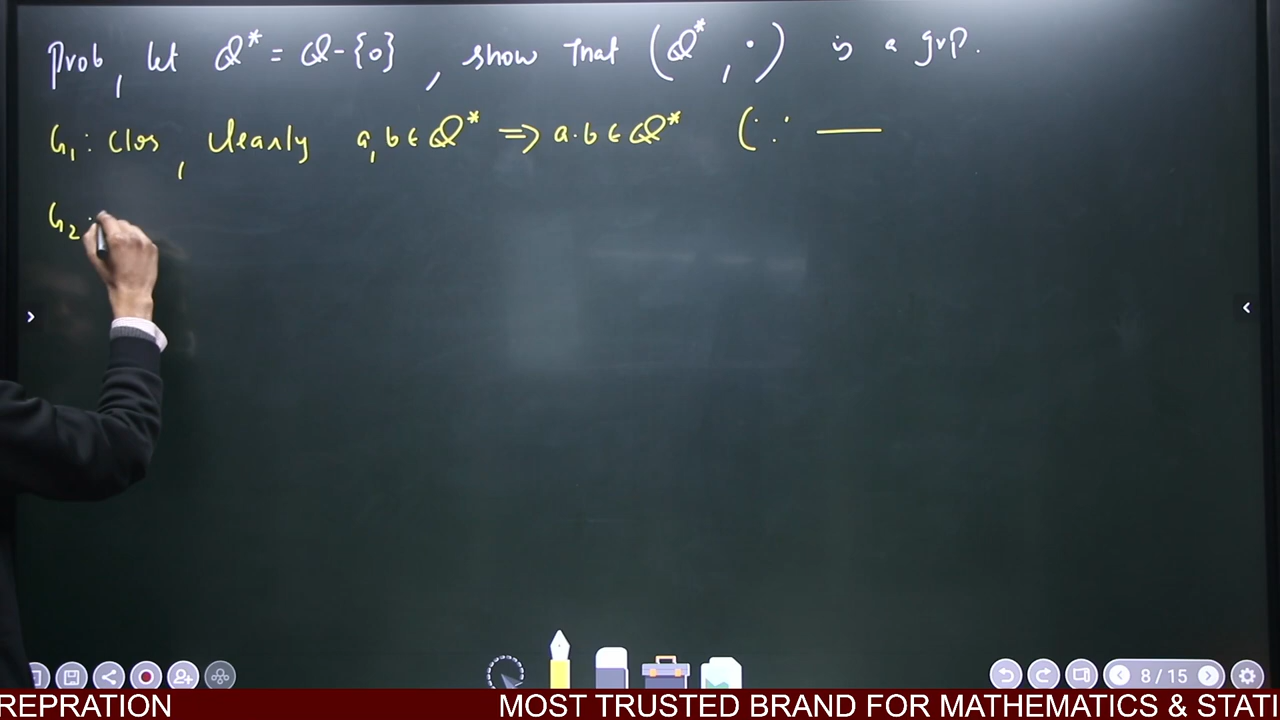 Prob, let Q* = Q-{0}, show that (Q*, ·) is a grp.
G₁: Clos, Clearly a, b ∈ Q* ⟹ a·b ∈ Q* (∵ —
G₂:
8/15
REPRATION MOST TRUSTED BRAND FOR MATHEMATICS & STATI